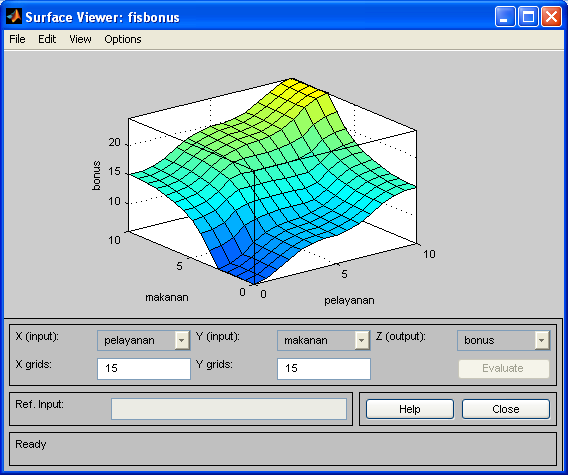 Surface Viewer: fisbonus
File Edit View Options
20
15
10
bonus
10
5
0
makanan
0
5
10
pelayanan
X (input): pelayanan Y (input): makanan Z (output): bonus
X grids: 15 Y grids: 15 Evaluate
Ref. Input: Help Close
Ready